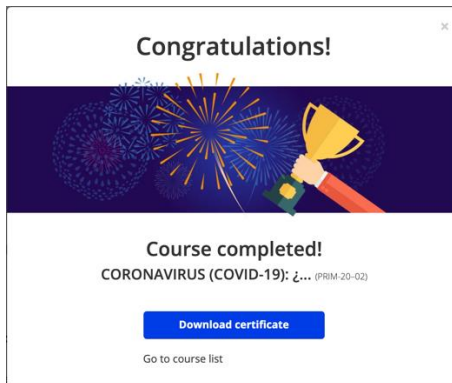 ×
Congratulations!
Course completed!
CORONAVIRUS (COVID-19): ¿... (PRIM-20-02)
Download certificate
Go to course list